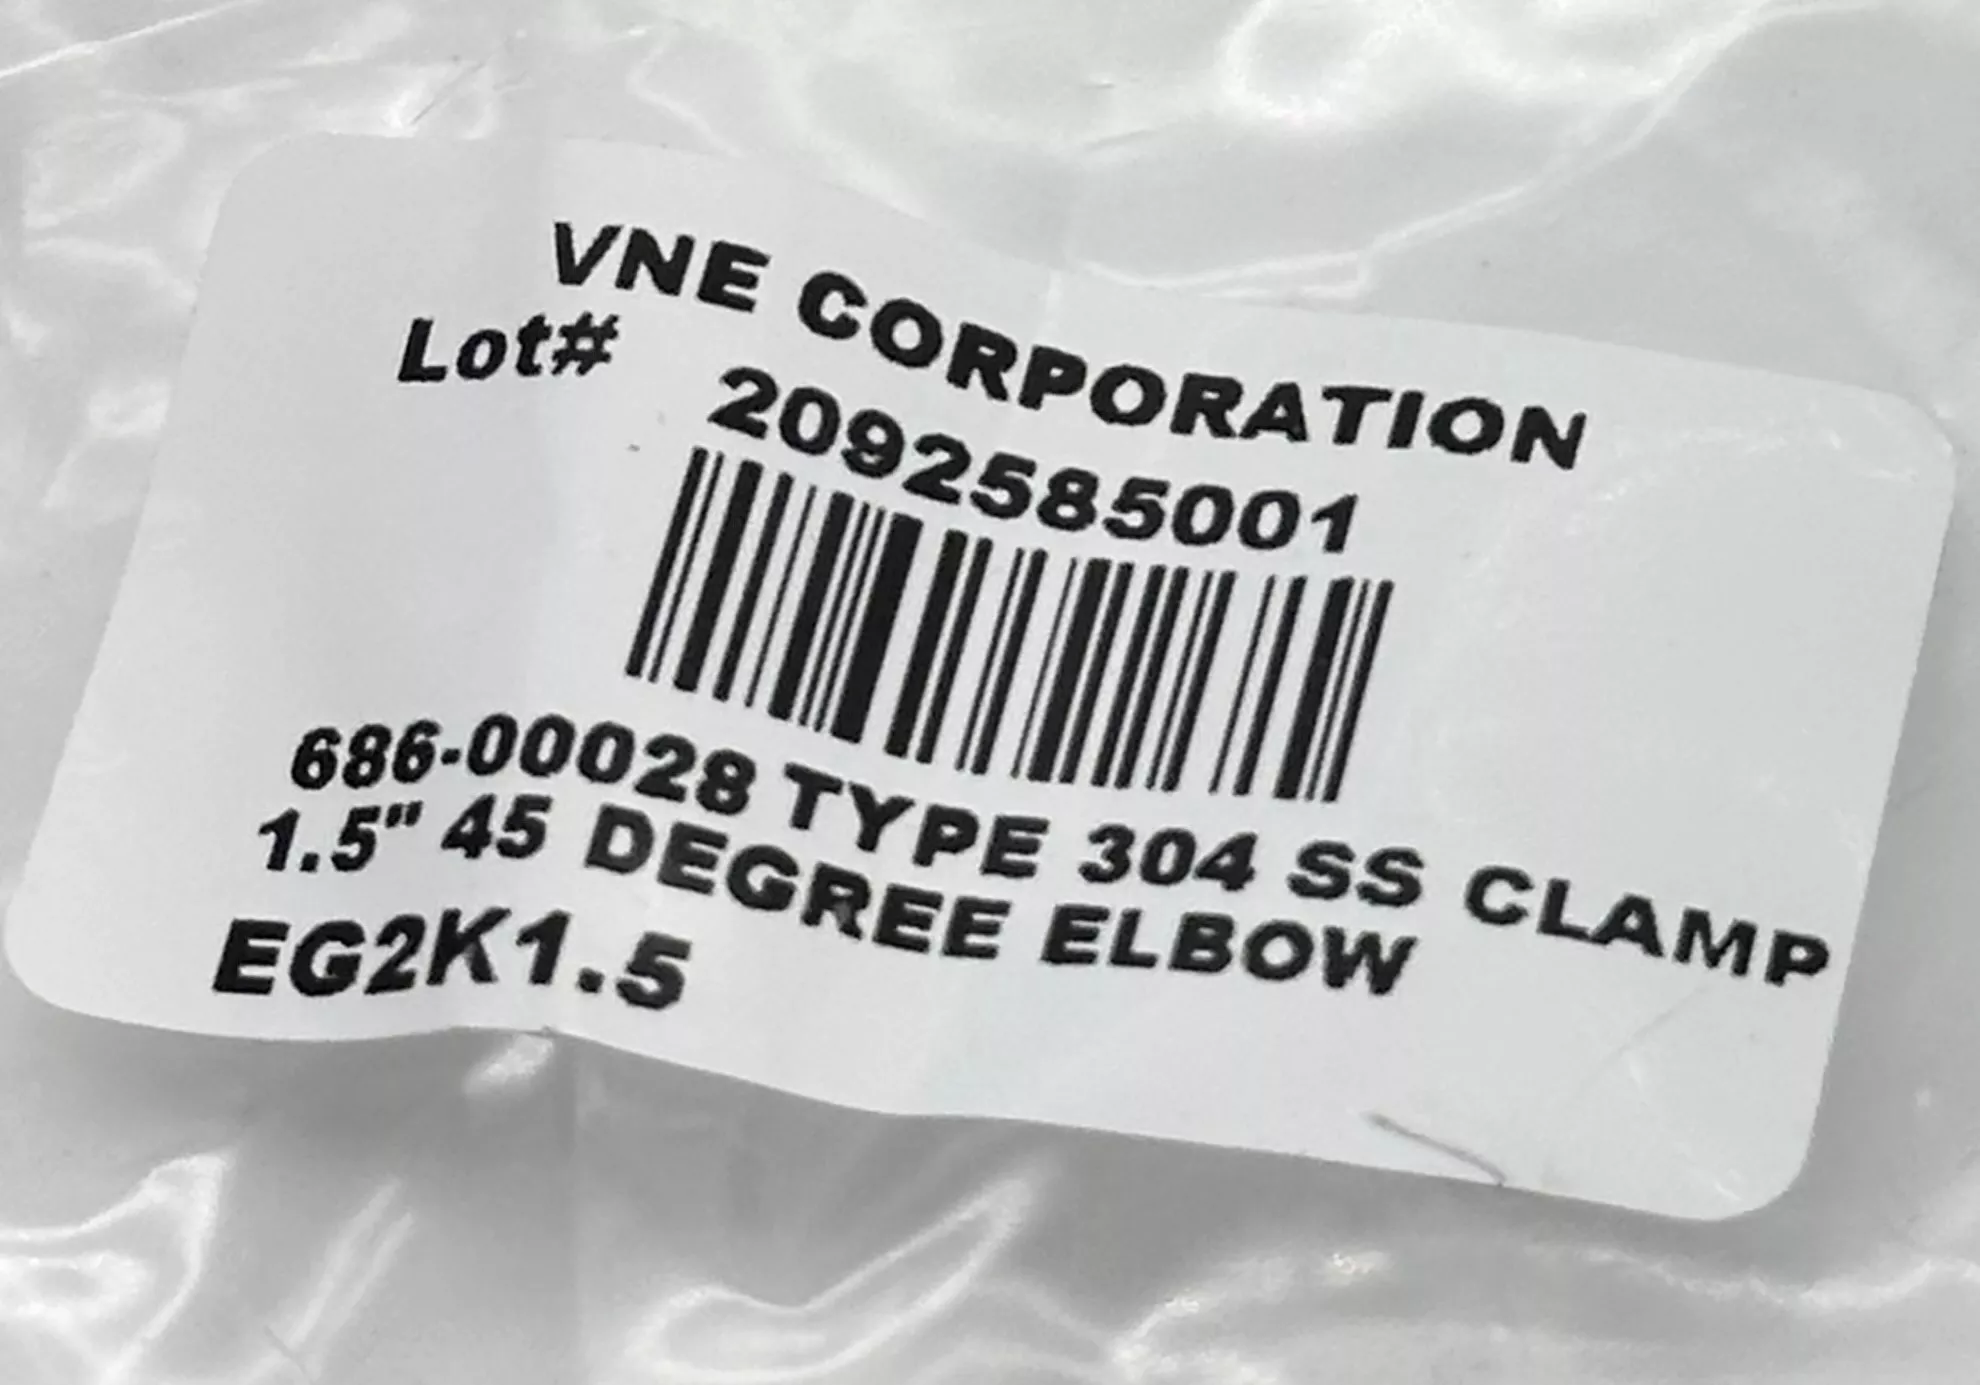 VNE CORPORATION
Lot#
2092585001
686-00028 TYPE 304 SS CLAMP
1.5" 45 DEGREE ELBOW
EG2K1.5